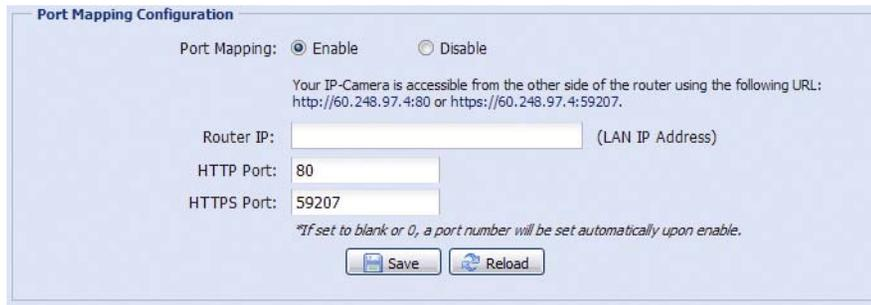 Port Mapping Configuration
Port Mapping: Enable Disable
Your IP-Camera is accessible from the other side of the router using the following URL:
http://60.248.97.4:80 or https://60.248.97.4:59207.
Router IP: (LAN IP Address)
HTTP Port: 80
HTTPS Port: 59207
*If set to blank or 0, a port number will be set automatically upon enable.
Save Reload